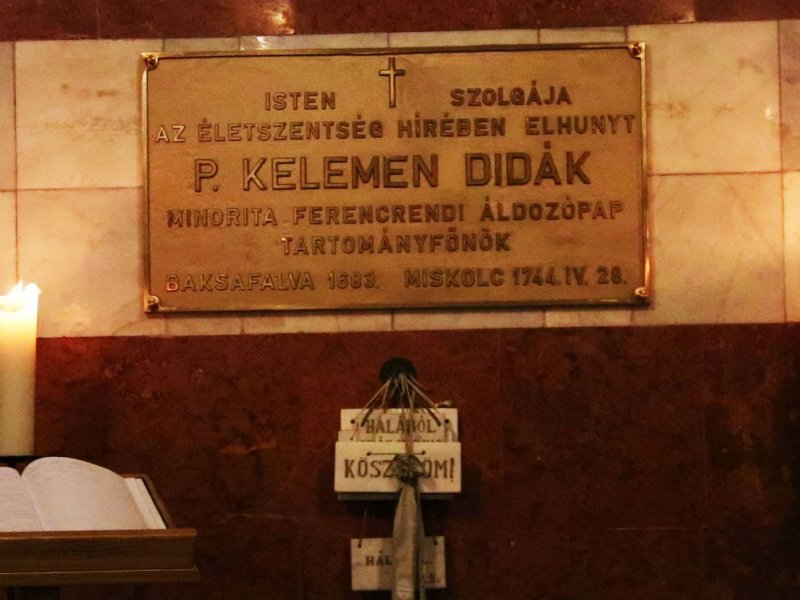 ISTEN SZOLGÁJA
AZ ÉLETSZENTSÉG HÍRÉBEN ELHUNYT
P. KELEMEN DIDÁK
MINORITA FERENCRENDI ÁLDOZÓPAP
TARTOMÁNYFŐNÖK
BAKSAFALVA 1683. MISKOLC 1744. IV. 28.
HÁLÁBÓL